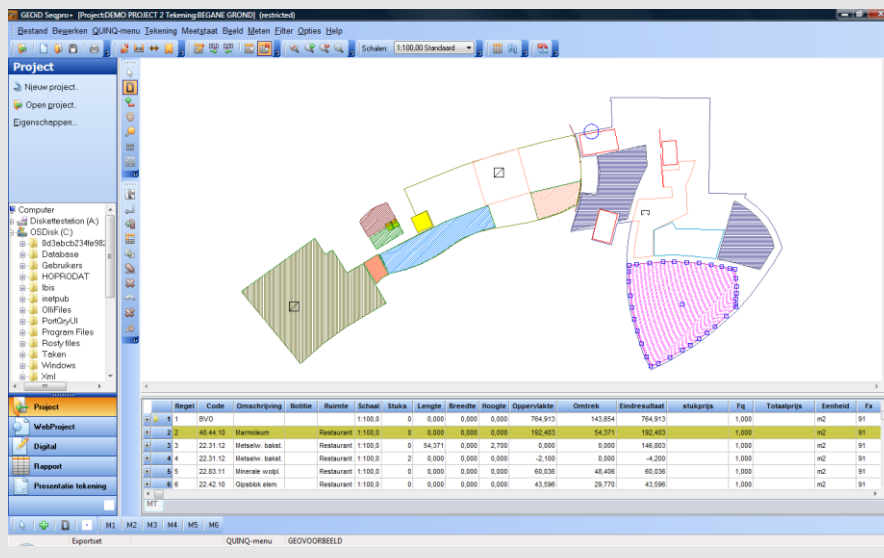 GEOiD Seqpro+ [Project:DEMO PROJECT 2 Tekening:BEGANE GROND] (restricted)
Bestand Bewerken QUINQ-menu Tekening Meetstaat Beeld Meten Filter Opties Help
Schalen: 1:100,00 Standaard
Project
Nieuw project..
Open project..
Eigenschappen...
Computer
Diskettestation (A:)
OSDisk (C:)
0d3abcb234fe982
Database
Gebruikers
HOPRODAT
Ibis
inetpub
OlliFiles
PortQryUI
Program Files
Rosty files
Taken
Windows
Xml
Project
WebProject
Digital
Rapport
Presentatie tekening
Regel Code Omschrijving Notitie Ruimte Schaal Stuks Lengte Breedte Hoogte Oppervlakte Omtrek Eindresultaat stukprijs Fq Totaalprijs Eenheid Fx
1 1 BVO 1:100,0 0 0,000 0,000 0,000 764,913 143,654 764,913 1,000 m2 91
2 2 48.44.10 Marmoleum Restaurant 1:100,0 0 0,000 0,000 0,000 192,403 54,371 192,403 1,000 m2 91
3 3 22.31.12 Metselw. bakst. Restaurant 1:100,0 0 54,371 0,000 2,700 0,000 0,000 146,803 1,000 m2 91
4 4 22.31.12 Metselw. bakst. Restaurant 1:100,0 2 0,000 0,000 0,000 -2,100 0,000 -4,200 1,000 m2 91
5 5 22.83.11 Minerale wolpl. Restaurant 1:100,0 0 0,000 0,000 0,000 60,036 48,406 60,036 1,000 m2 91
6 6 22.42.10 Gipsblok elem. Restaurant 1:100,0 0 0,000 0,000 0,000 43,596 29,770 43,596 1,000 m2 91
MT
M1 M2 M3 M4 M5 M6
Exportset QUINQ-menu GEOVOORBEELD